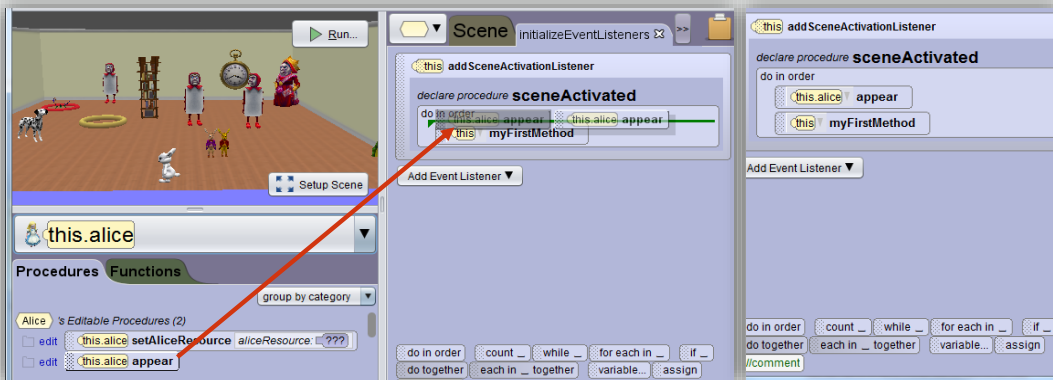 Run...
Setup Scene
this.alice
Procedures Functions
group by category
Alice 's Editable Procedures (2)
edit this.alice setAliceResource aliceResource: ???
edit this.alice appear
Scene initializeEventListeners >>
this addSceneActivationListener
declare procedure sceneActivated
do in order
this.alice appear this.alice appear
this myFirstMethod
Add Event Listener
do in order count _ while _ for each in _ if _
do together each in _ together variable... assign
this addSceneActivationListener
declare procedure sceneActivated
do in order
this.alice appear
this myFirstMethod
Add Event Listener
do in order count _ while _ for each in _ if _
do together each in _ together variable... assign
//comment